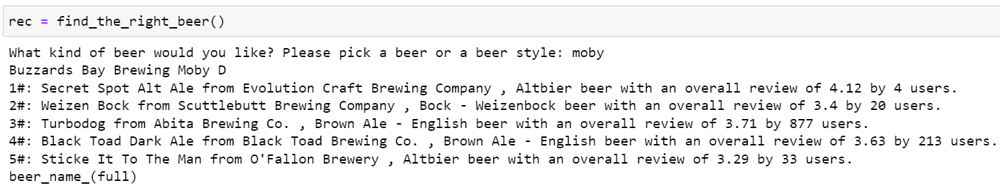 rec = find_the_right_beer()
What kind of beer would you like? Please pick a beer or a beer style: moby
Buzzards Bay Brewing Moby D
1#: Secret Spot Alt Ale from Evolution Craft Brewing Company , Altbier beer with an overall review of 4.12 by 4 users.
2#: Weizen Bock from Scuttlebutt Brewing Company , Bock - Weizenbock beer with an overall review of 3.4 by 20 users.
3#: Turbodog from Abita Brewing Co. , Brown Ale - English beer with an overall review of 3.71 by 877 users.
4#: Black Toad Dark Ale from Black Toad Brewing Co. , Brown Ale - English beer with an overall review of 3.63 by 213 users.
5#: Sticke It To The Man from O'Fallon Brewery , Altbier beer with an overall review of 3.29 by 33 users.
beer_name_(full)